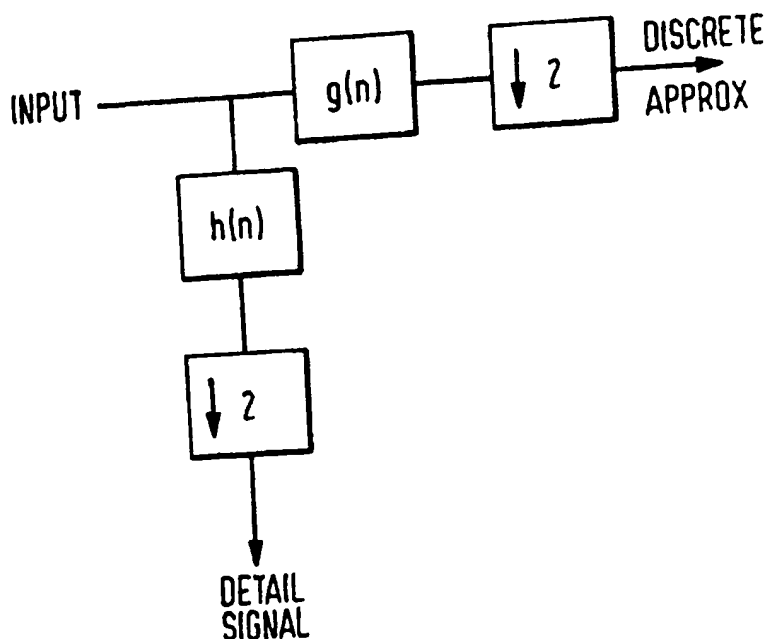 DISCRETE
APPROX
INPUT
g(n)
↓ 2
h(n)
↓ 2
DETAIL
SIGNAL